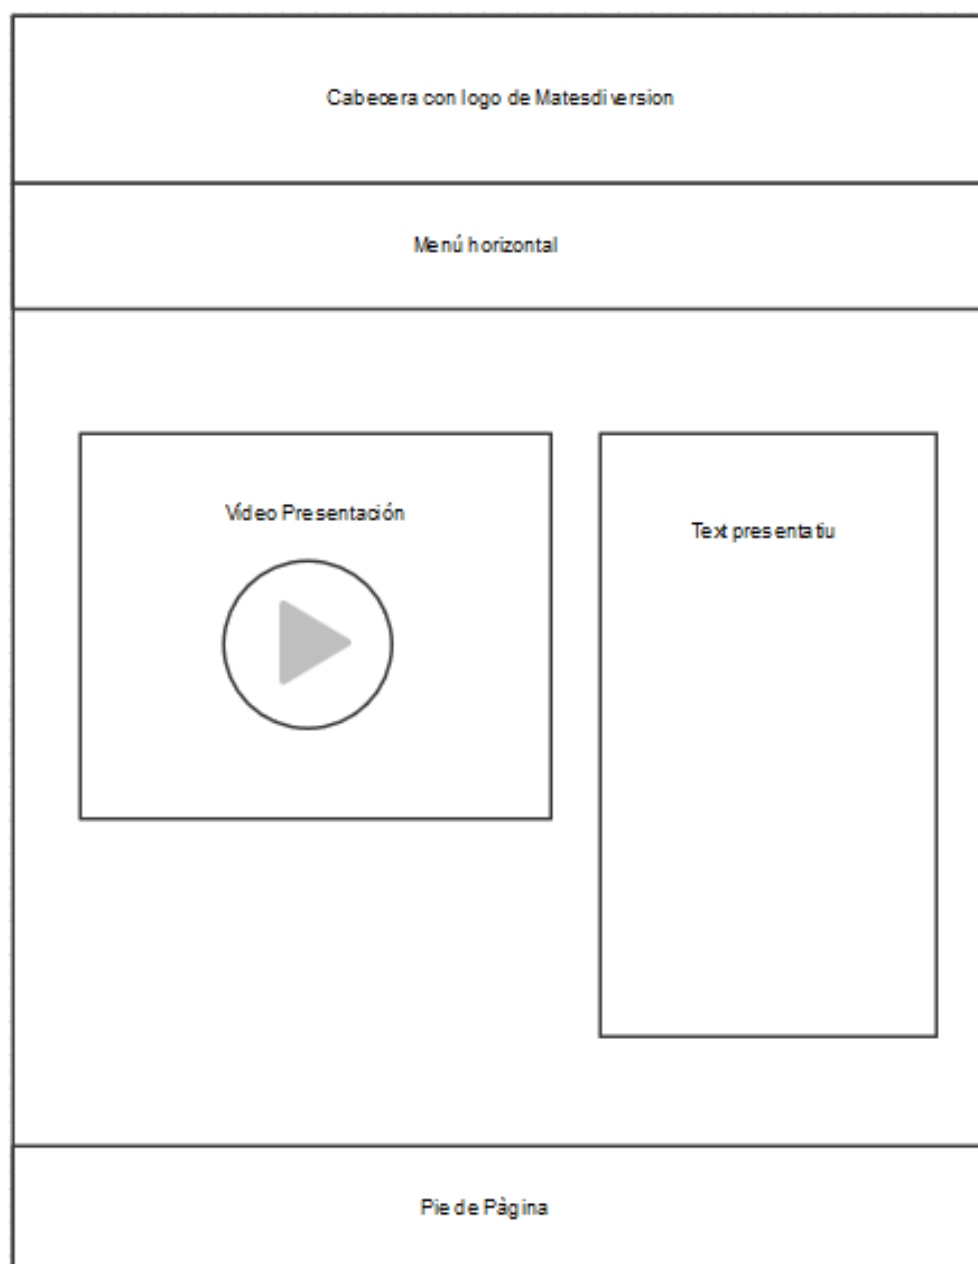 Cabecera con logo de Matesdiversion
Menú horizontal
Vídeo Presentación
Text presentatiu
Pie de Pàgina